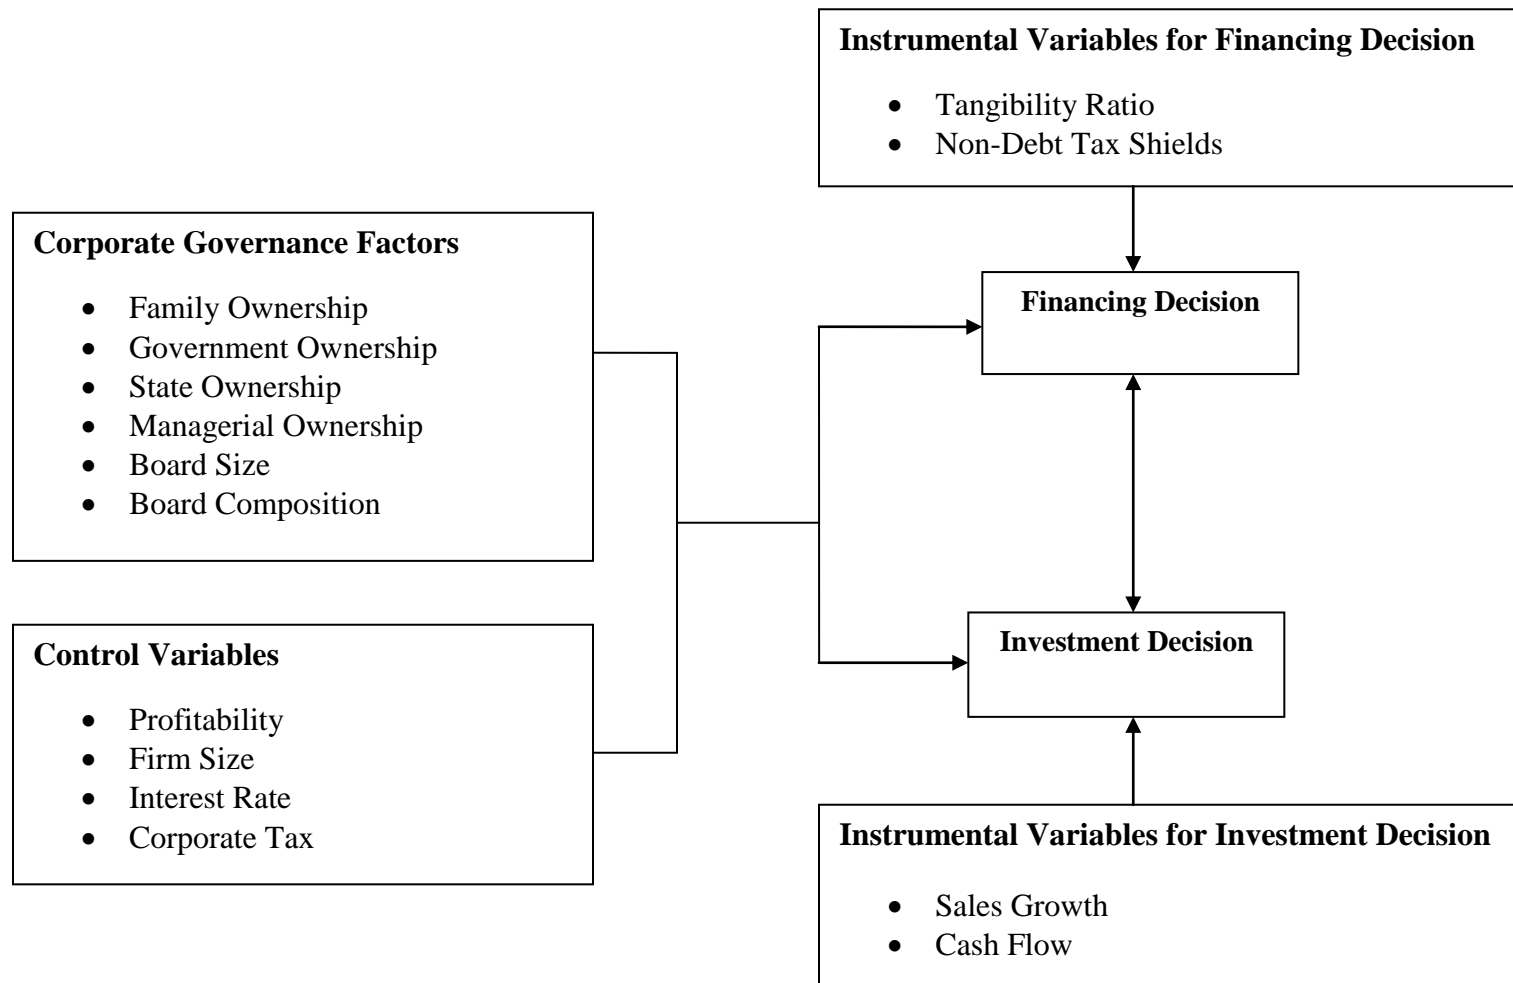 Instrumental Variables for Financing Decision
• Tangibility Ratio
• Non-Debt Tax Shields
Corporate Governance Factors
• Family Ownership
• Government Ownership
• State Ownership
• Managerial Ownership
• Board Size
• Board Composition
Financing Decision
Control Variables
• Profitability
• Firm Size
• Interest Rate
• Corporate Tax
Investment Decision
Instrumental Variables for Investment Decision
• Sales Growth
• Cash Flow